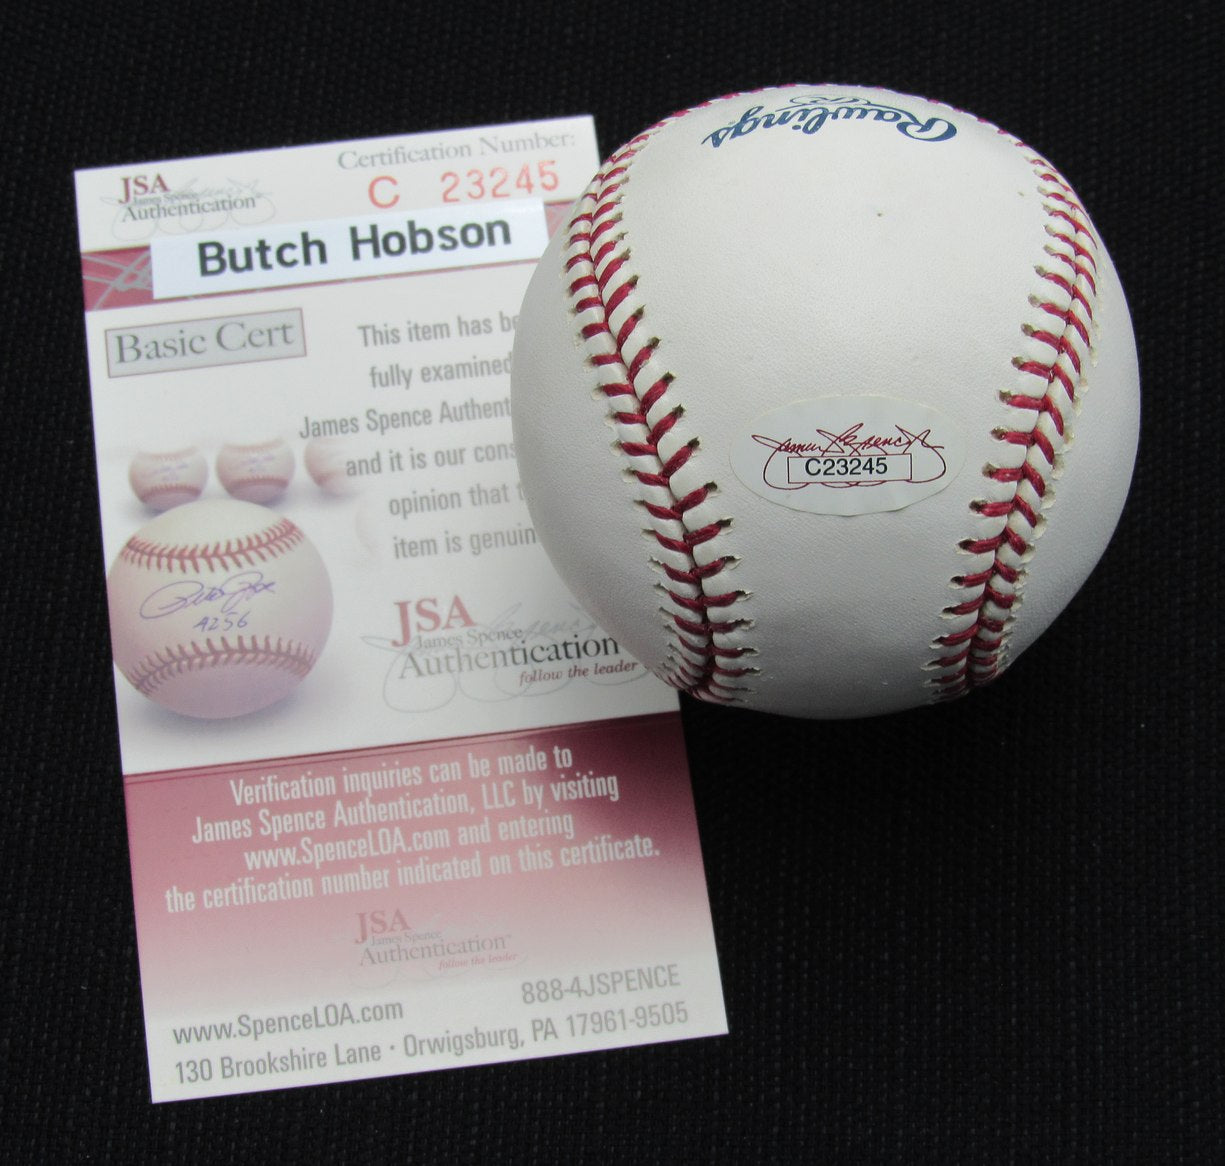 Certification Number:
C 23245
JSA
James Spence
Authentication
Butch Hobson
Basic Cert
This item has be
fully examined
James Spence Authent
and it is our cons
opinion that
item is genuin
4256
JSA
James Spence
Authentication
follow the leader
Verification inquiries can be made to
James Spence Authentication, LLC by visiting
www.SpenceLOA.com and entering
the certification number indicated on this certificate.
JSA
James Spence
Authentication™
follow the leader
888-4JSPENCE
www.SpenceLOA.com
130 Brookshire Lane · Orwigsburg, PA 17961-9505
Rawlings
James Spence
C23245